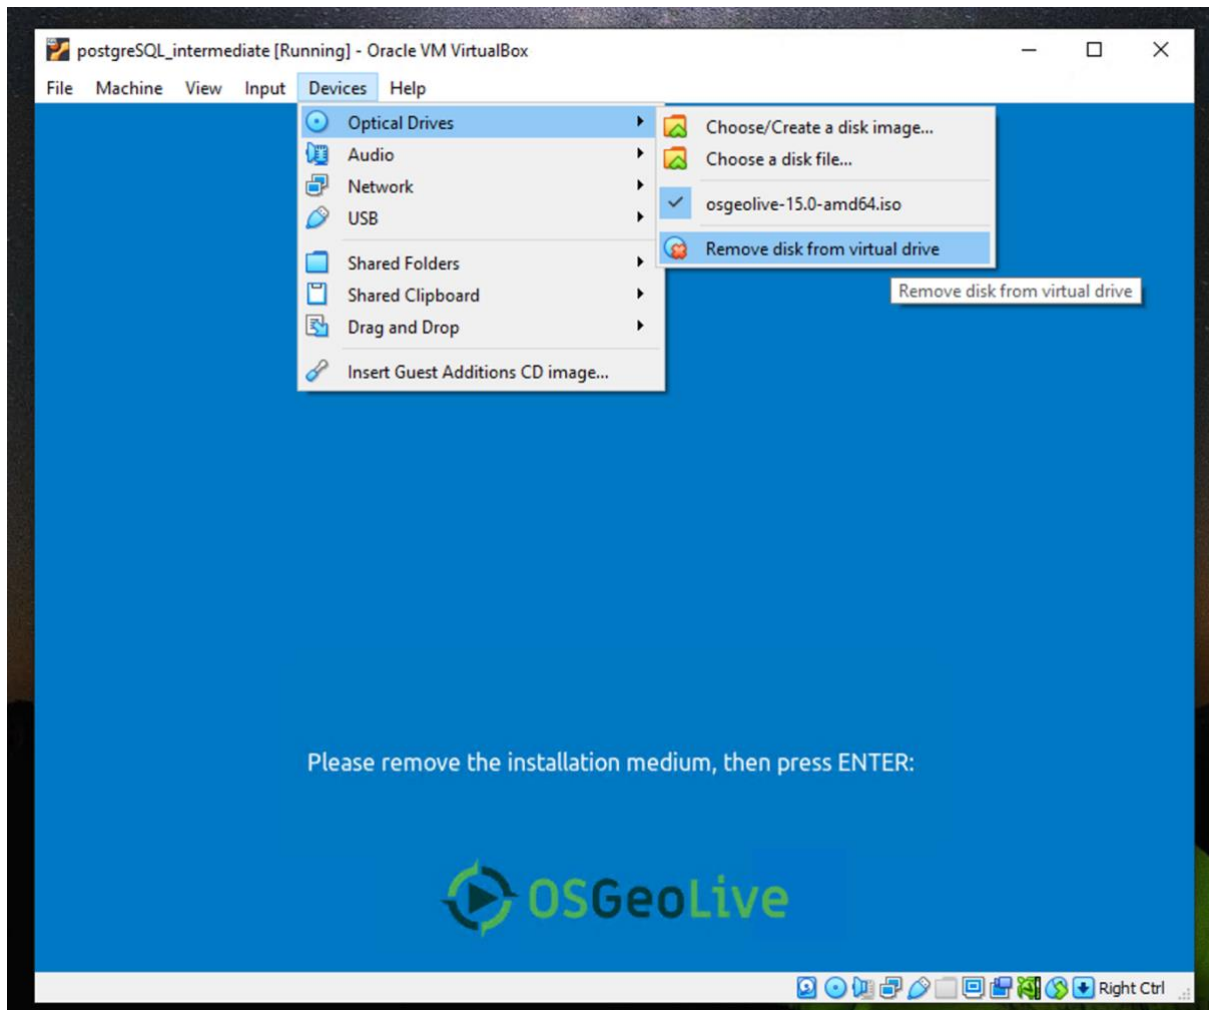 postgreSQL_intermediate [Running] - Oracle VM VirtualBox
File Machine View Input Devices Help
Optical Drives
Audio
Network
USB
Shared Folders
Shared Clipboard
Drag and Drop
Insert Guest Additions CD image...
Choose/Create a disk image...
Choose a disk file...
osgeolive-15.0-amd64.iso
Remove disk from virtual drive
Remove disk from virtual drive
Please remove the installation medium, then press ENTER:
OSGeoLive
Right Ctrl